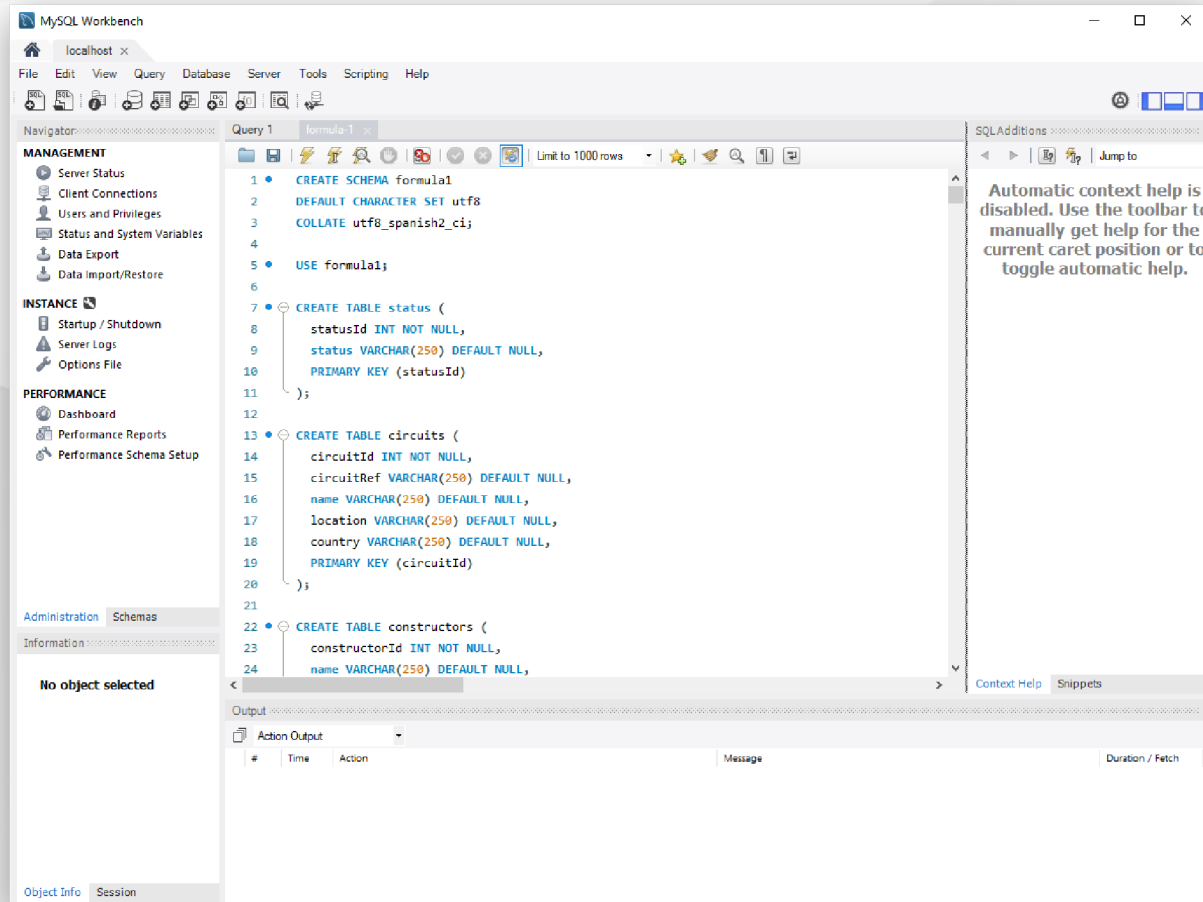 MySQL Workbench
localhost
File Edit View Query Database Server Tools Scripting Help
Navigator
MANAGEMENT
Server Status
Client Connections
Users and Privileges
Status and System Variables
Data Export
Data Import/Restore
INSTANCE
Startup / Shutdown
Server Logs
Options File
PERFORMANCE
Dashboard
Performance Reports
Performance Schema Setup
Administration Schemas
Information
No object selected
Object Info Session
Query 1 formula-1
Limit to 1000 rows
1 CREATE SCHEMA formula1
2 DEFAULT CHARACTER SET utf8
3 COLLATE utf8_spanish2_ci;
4
5 USE formula1;
6
7 CREATE TABLE status (
8 statusId INT NOT NULL,
9 status VARCHAR(250) DEFAULT NULL,
10 PRIMARY KEY (statusId)
11 );
12
13 CREATE TABLE circuits (
14 circuitId INT NOT NULL,
15 circuitRef VARCHAR(250) DEFAULT NULL,
16 name VARCHAR(250) DEFAULT NULL,
17 location VARCHAR(250) DEFAULT NULL,
18 country VARCHAR(250) DEFAULT NULL,
19 PRIMARY KEY (circuitId)
20 );
21
22 CREATE TABLE constructors (
23 constructorId INT NOT NULL,
24 name VARCHAR(250) DEFAULT NULL,
SQLAdditions
Jump to
Automatic context help is
disabled. Use the toolbar to
manually get help for the
current caret position or to
toggle automatic help.
Context Help Snippets
Output
Action Output
# Time Action Message Duration / Fetch